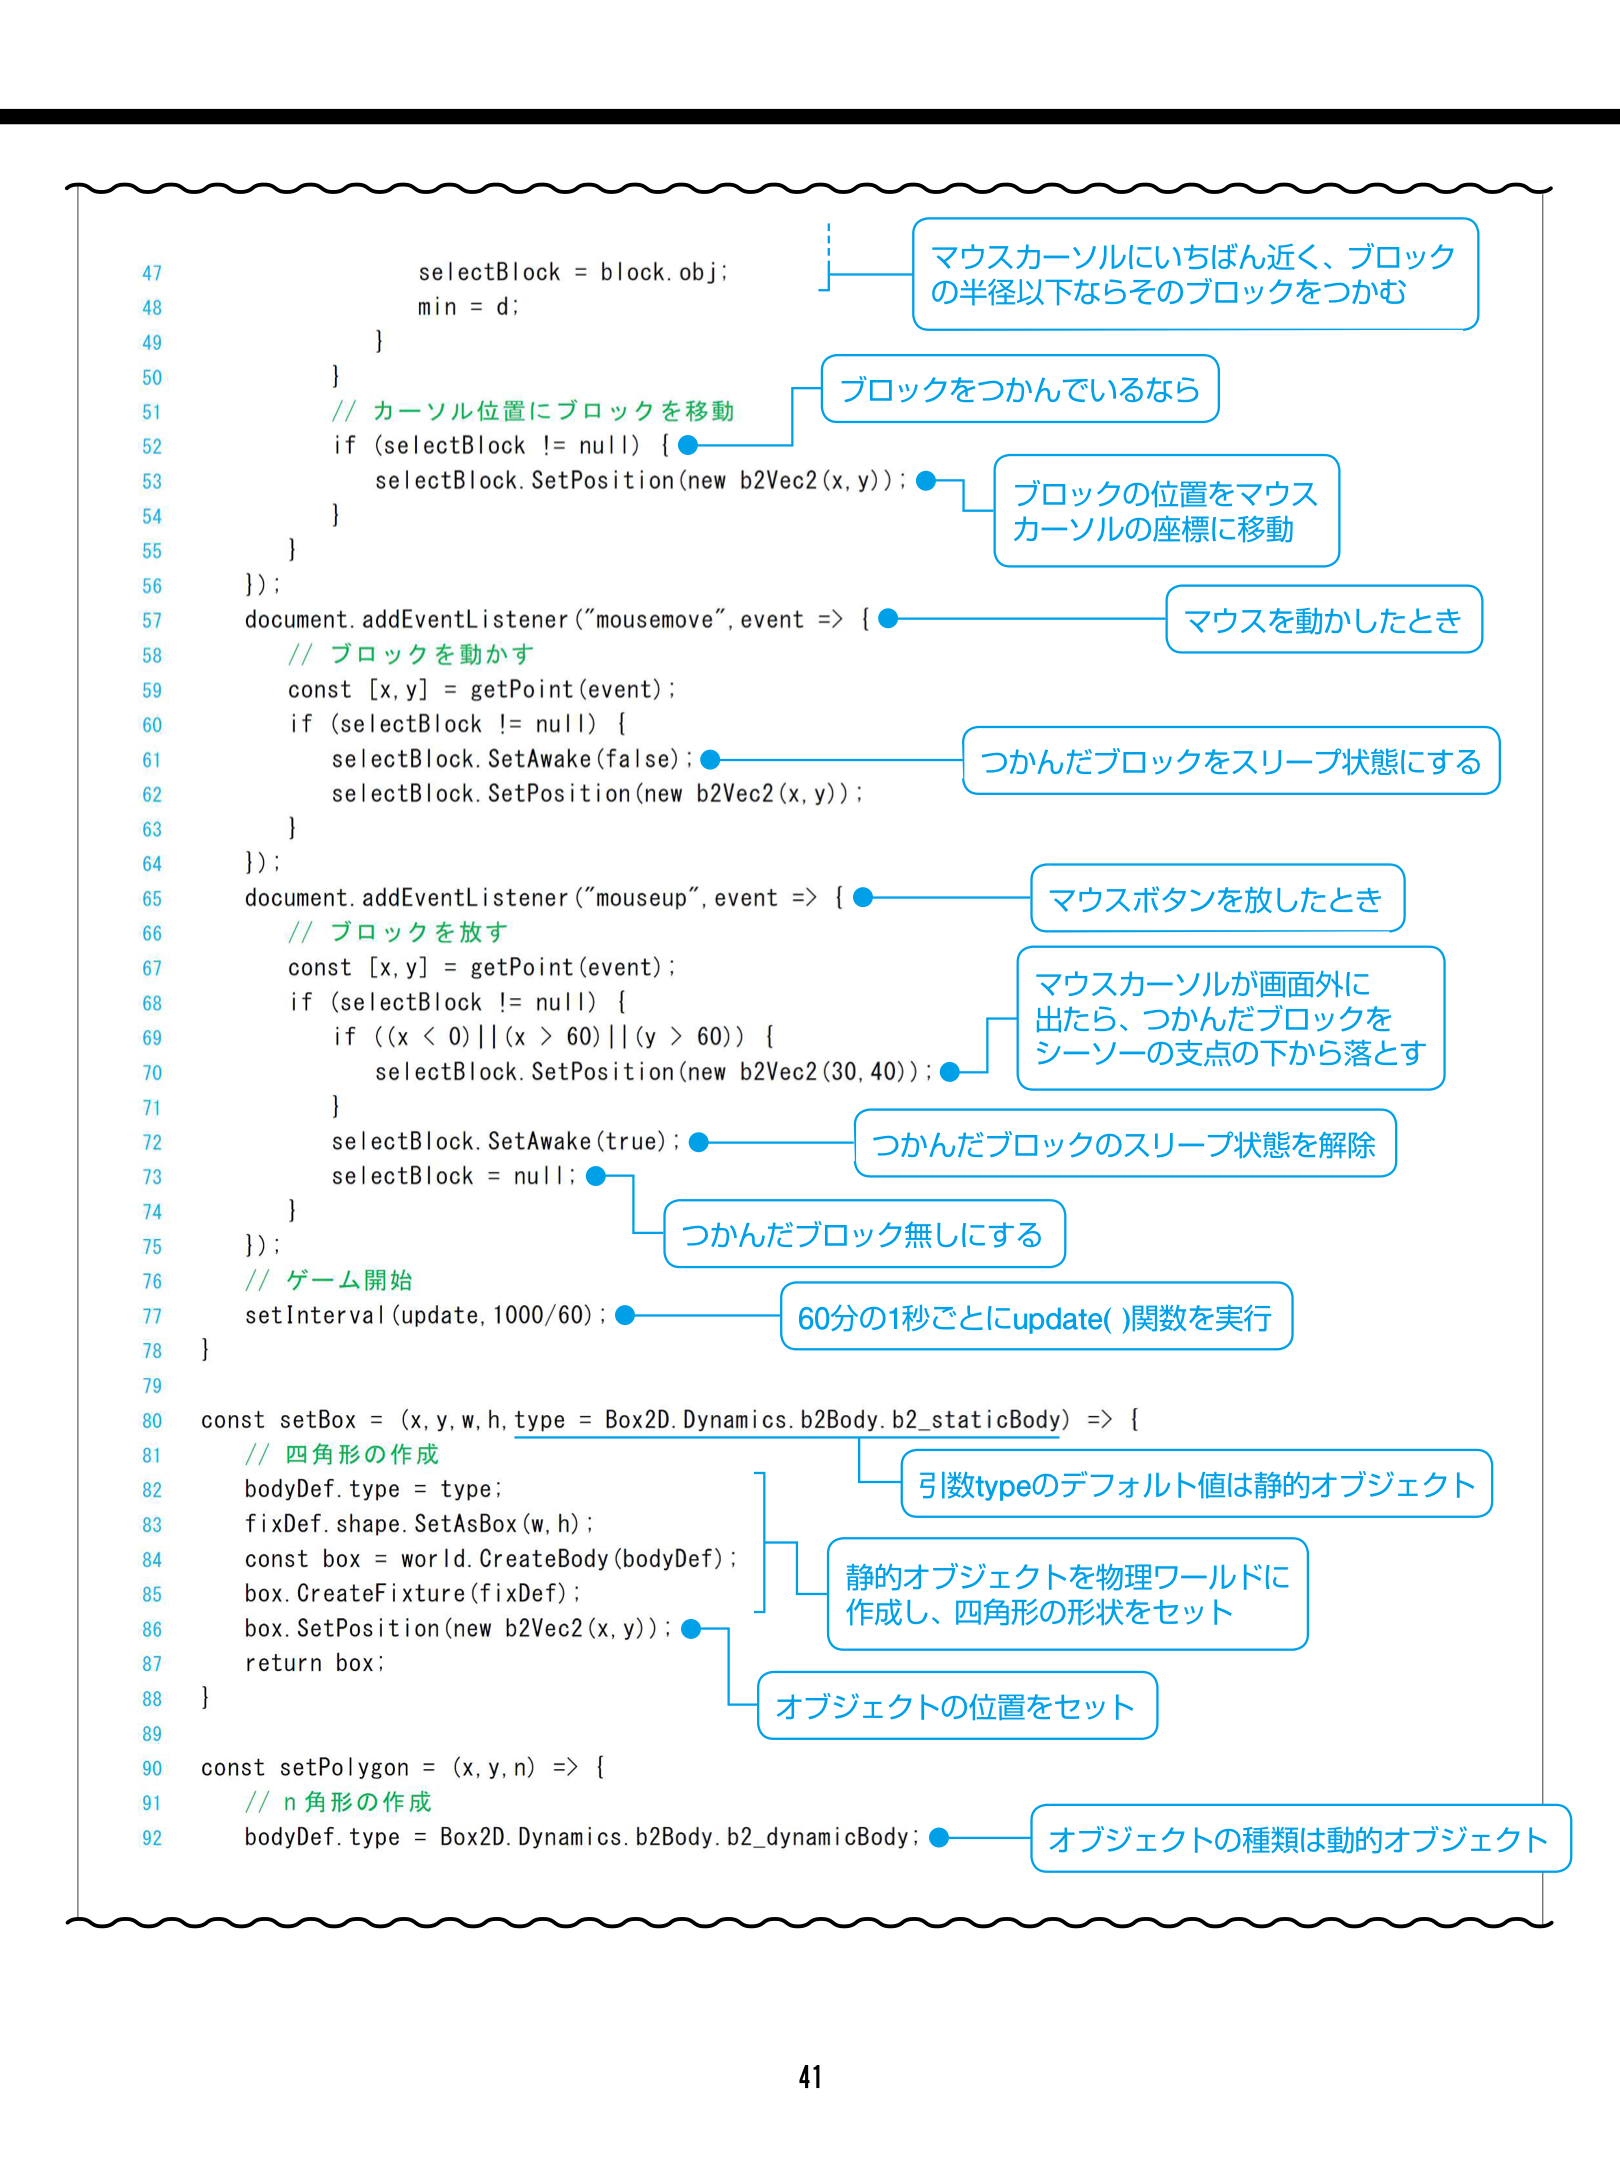 マウスカーソルにいちばん近く、ブロック
の半径以下ならそのブロックをつかむ
47 selectBlock = block.obj;
48 min = d;
49 }
50 }
ブロックをつかんでいるなら
51 // カーソル位置にブロックを移動
52 if (selectBlock != null) {
53 selectBlock.SetPosition(new b2Vec2(x,y));
ブロックの位置をマウス
カーソルの座標に移動
54 }
55 }
56 });
57 document.addEventListener("mousemove",event => {
マウスを動かしたとき
58 // ブロックを動かす
59 const [x,y] = getPoint(event);
60 if (selectBlock != null) {
61 selectBlock.SetAwake(false);
つかんだブロックをスリープ状態にする
62 selectBlock.SetPosition(new b2Vec2(x,y));
63 }
64 });
65 document.addEventListener("mouseup",event => {
マウスボタンを放したとき
66 // ブロックを放す
67 const [x,y] = getPoint(event);
68 if (selectBlock != null) {
69 if ((x < 0)||(x > 60)||(y > 60)) {
70 selectBlock.SetPosition(new b2Vec2(30,40));
マウスカーソルが画面外に
出たら、つかんだブロックを
シーソーの支点の下から落とす
71 }
72 selectBlock.SetAwake(true);
つかんだブロックのスリープ状態を解除
73 selectBlock = null;
つかんだブロック無しにする
74 }
75 });
76 // ゲーム開始
77 setInterval(update,1000/60);
60分の1秒ごとにupdate( )関数を実行
78 }
79
80 const setBox = (x,y,w,h,type = Box2D.Dynamics.b2Body.b2_staticBody) => {
引数typeのデフォルト値は静的オブジェクト
81 // 四角形の作成
82 bodyDef.type = type;
83 fixDef.shape.SetAsBox(w,h);
84 const box = world.CreateBody(bodyDef);
85 box.CreateFixture(fixDef);
静的オブジェクトを物理ワールドに
作成し、四角形の形状をセット
86 box.SetPosition(new b2Vec2(x,y));
オブジェクトの位置をセット
87 return box;
88 }
89
90 const setPolygon = (x,y,n) => {
91 // n角形の作成
92 bodyDef.type = Box2D.Dynamics.b2Body.b2_dynamicBody;
オブジェクトの種類は動的オブジェクト
41